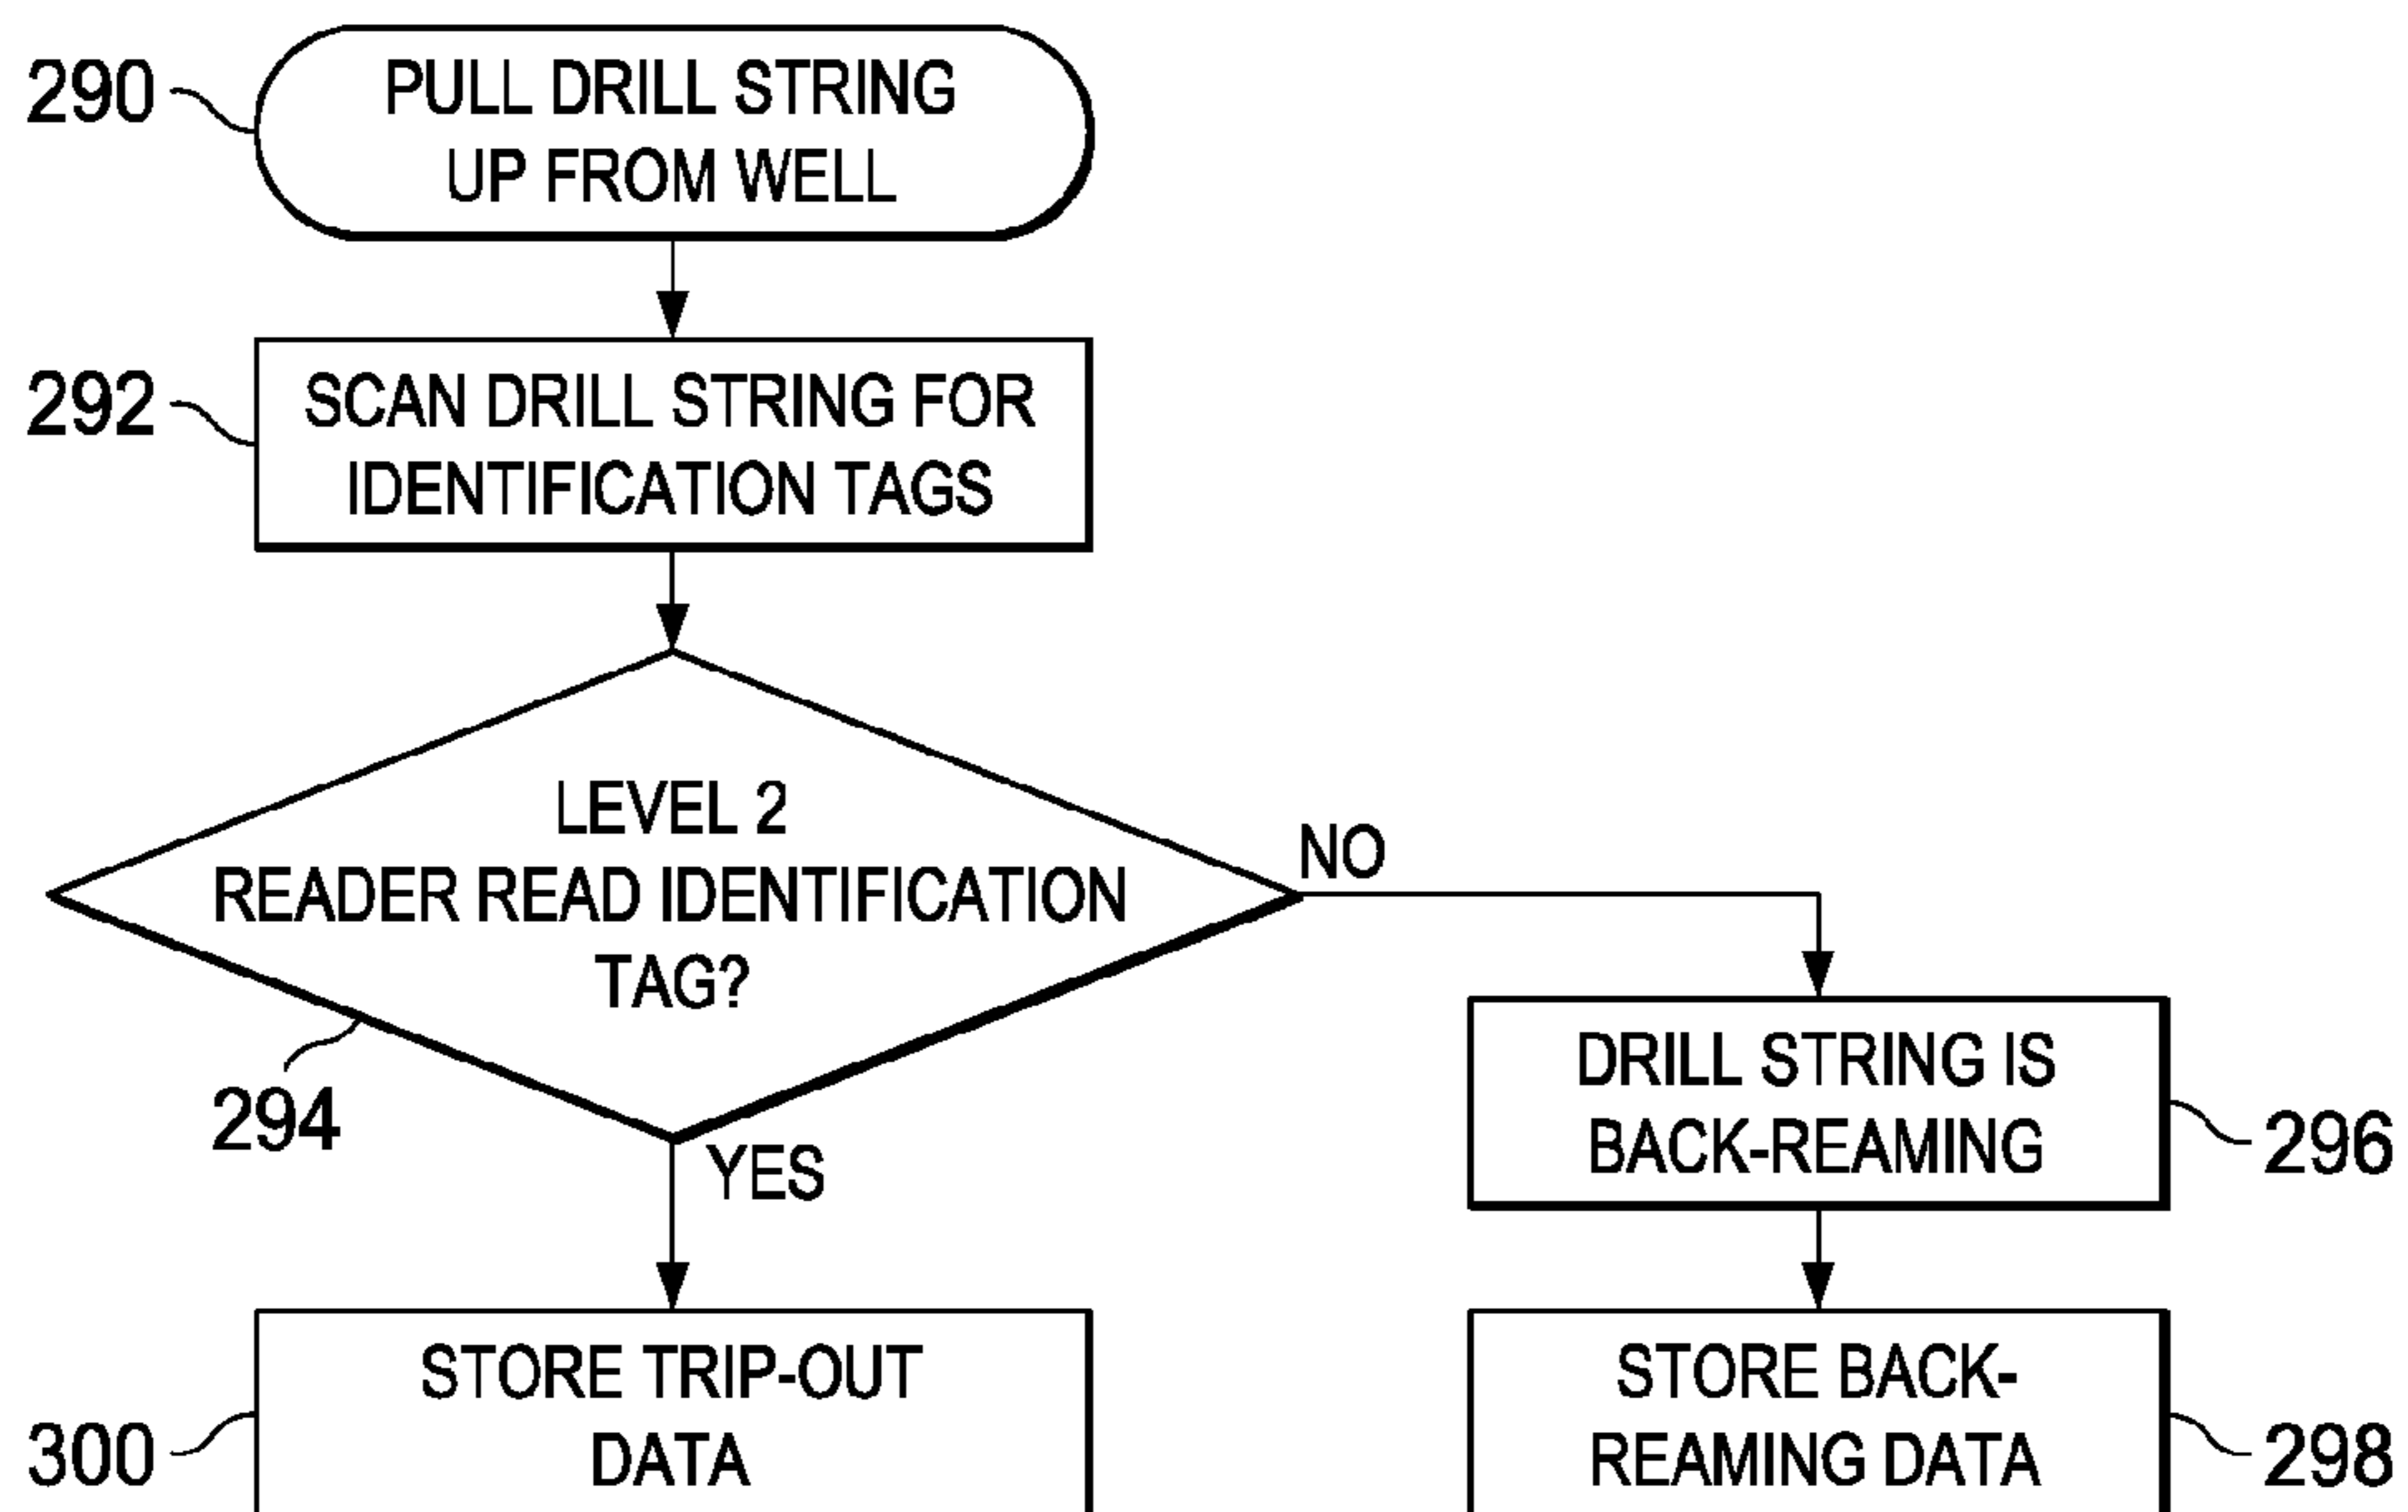 290
PULL DRILL STRING
UP FROM WELL
292
SCAN DRILL STRING FOR
IDENTIFICATION TAGS
LEVEL 2
READER READ IDENTIFICATION
TAG?
NO
294
YES
DRILL STRING IS
BACK-REAMING
296
300
STORE TRIP-OUT
DATA
STORE BACK-
REAMING DATA
298